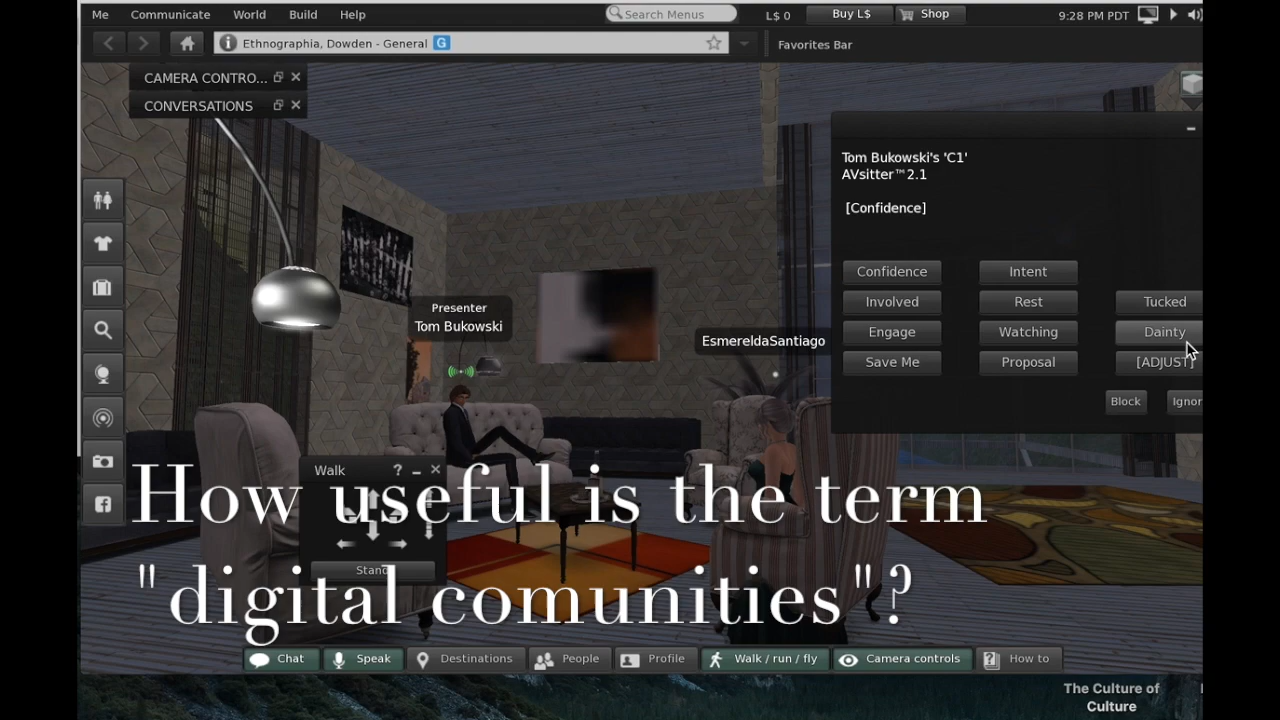 Me Communicate World Build Help Search Menus L$ 0 Buy L$ Shop 9:28 PM PDT
Ethnographia, Dowden - General G Favorites Bar
CAMERA CONTRO...
CONVERSATIONS
Tom Bukowski's 'C1'
AVsitter™2.1
[Confidence]
Confidence Intent
Involved Rest Tucked
Engage Watching Dainty
Save Me Proposal [ADJUST]
Block Ignor
Presenter
Tom Bukowski
EsmereldaSantiago
Walk ?
Stand
How useful is the term
"digital comunities"?
Chat Speak Destinations People Profile Walk / run / fly Camera controls How to
The Culture of
Culture